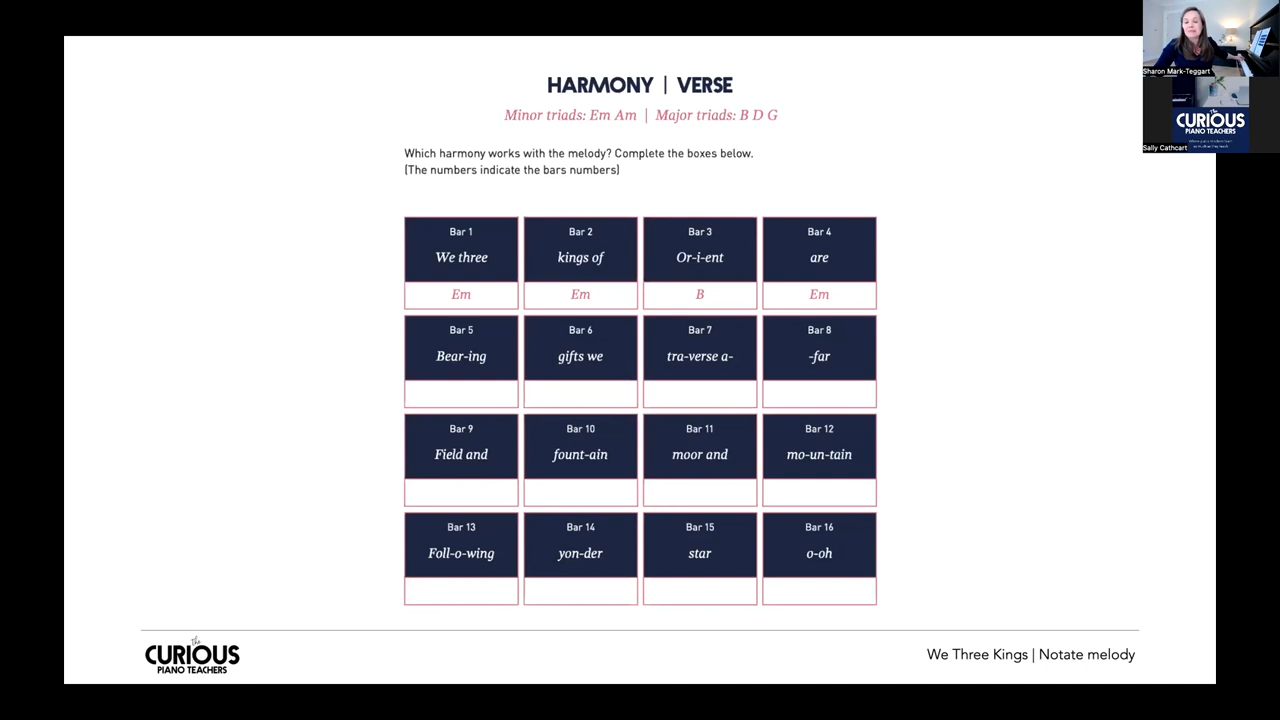 HARMONY | VERSE
Minor triads: Em Am | Major triads: B D G
Which harmony works with the melody? Complete the boxes below.
(The numbers indicate the bars numbers)
Bar 1
We three
Em
Bar 2
kings of
Em
Bar 3
Or-i-ent
B
Bar 4
are
Em
Bar 5
Bear-ing
Bar 6
gifts we
Bar 7
tra-verse a-
Bar 8
-far
Bar 9
Field and
Bar 10
fount-ain
Bar 11
moor and
Bar 12
mo-un-tain
Bar 13
Foll-o-wing
Bar 14
yon-der
Bar 15
star
Bar 16
o-oh
The
CURIOUS
PIANO TEACHERS
We Three Kings | Notate melody
Sharon Mark-Teggart
the
CURIOUS
PIANO TEACHERS
Sally Cathcart